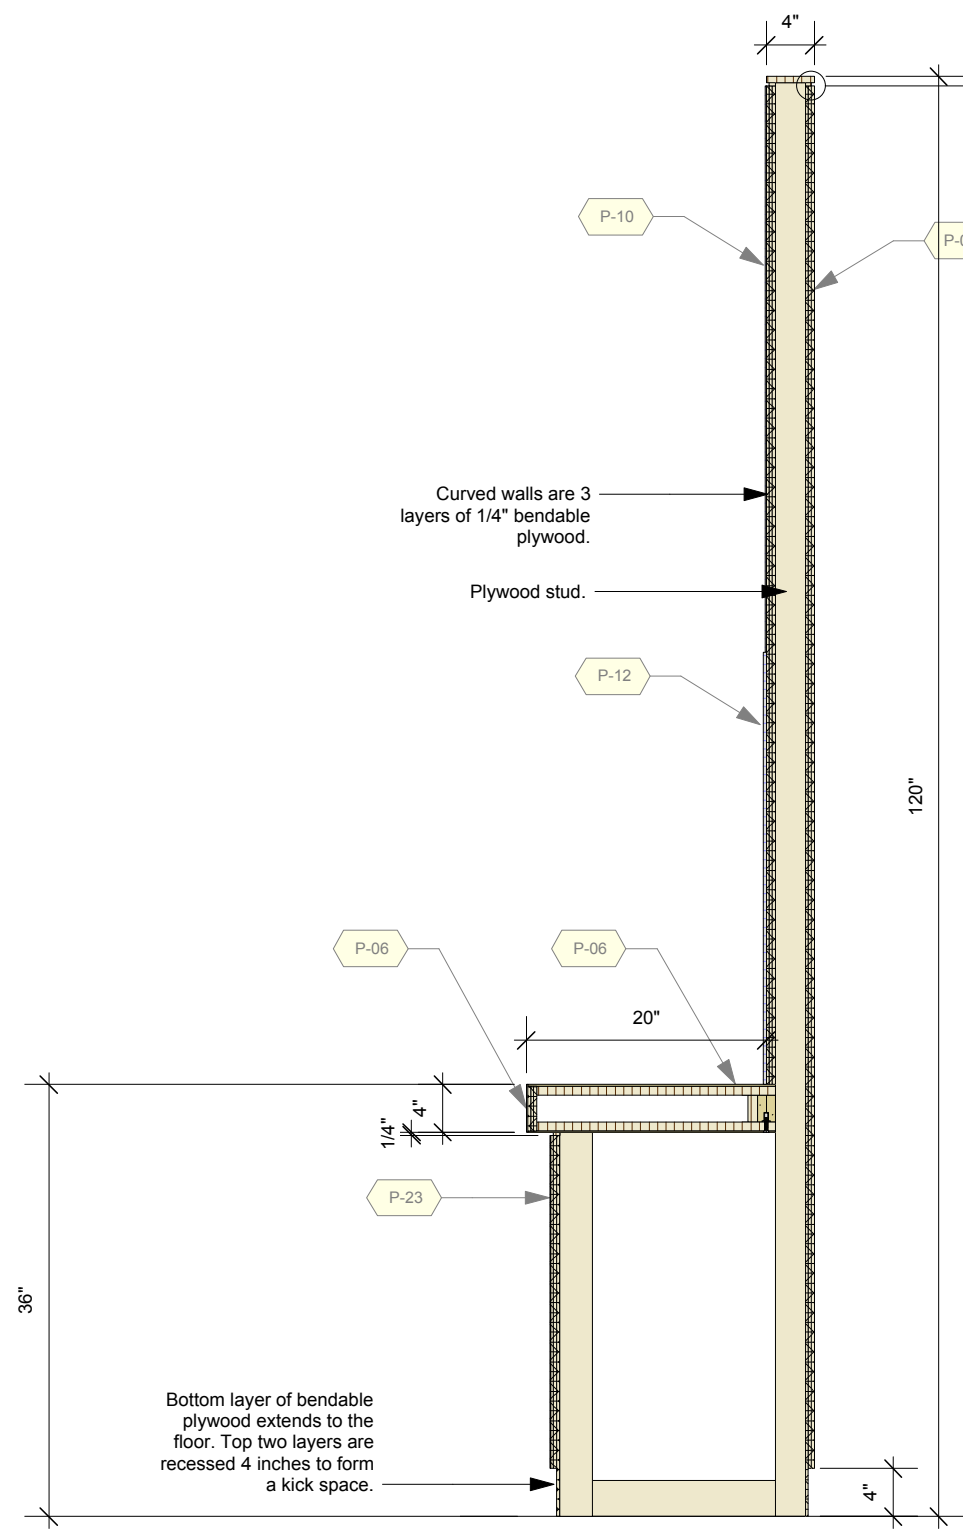 4"
P-10
Curved walls are 3
layers of 1/4" bendable
plywood.
Plywood stud.
P-12
120"
P-06
P-06
20"
4"
1/4"
P-23
36"
Bottom layer of bendable
plywood extends to the
floor. Top two layers are
recessed 4 inches to form
a kick space.
4"